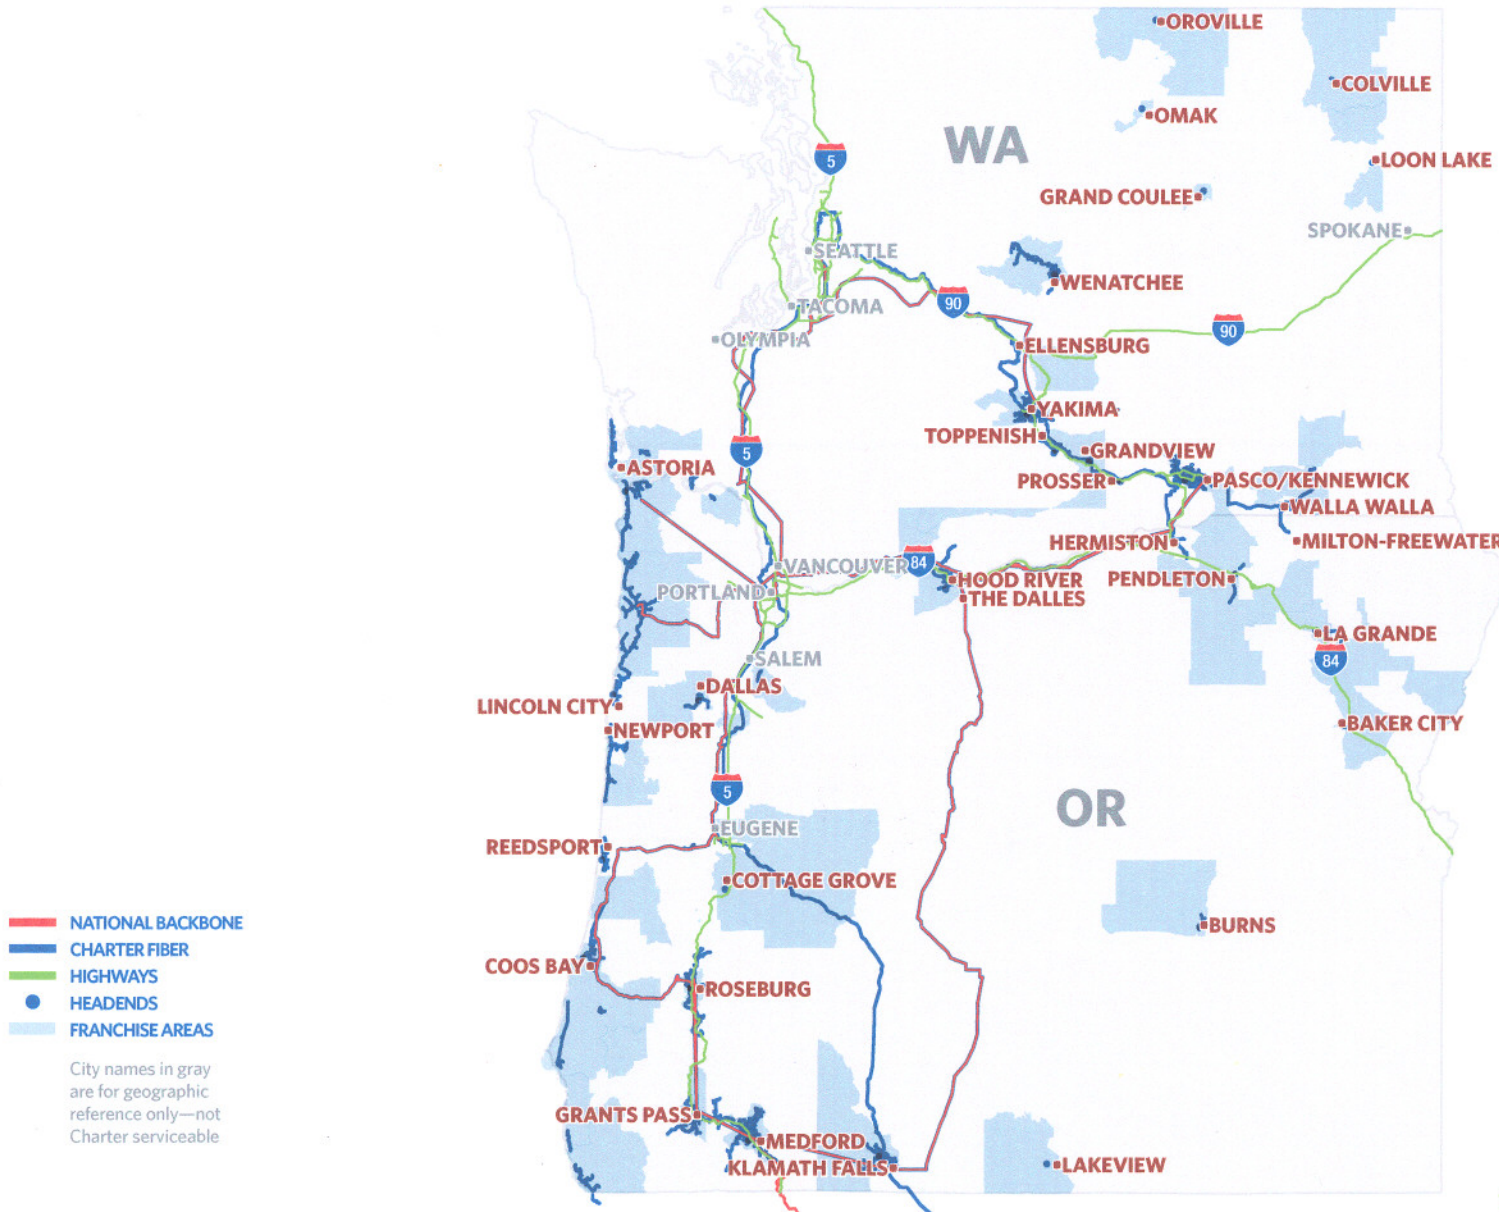 OROVILLE
COLVILLE
OMAK
WA
5
LOON LAKE
GRAND COULEE
SPOKANE
SEATTLE
WENATCHEE
90
TACOMA
90
OLYMPIA
ELLENSBURG
YAKIMA
TOPPENISH
5
GRANDVIEW
ASTORIA
PROSSER
PASCO/KENNEWICK
WALLA WALLA
HERMISTON
MILTON-FREEWATER
84
VANCOUVER
HOOD RIVER
PENDLETON
PORTLAND
THE DALLES
LA GRANDE
84
SALEM
DALLAS
LINCOLN CITY
NEWPORT
BAKER CITY
5
OR
EUGENE
REEDSPORT
COTTAGE GROVE
NATIONAL BACKBONE
BURNS
CHARTER FIBER
COOS BAY
HIGHWAYS
ROSEBURG
HEADENDS
FRANCHISE AREAS
City names in gray
are for geographic
reference only—not
Charter serviceable
GRANTS PASS
MEDFORD
KLAMATH FALLS
LAKEVIEW